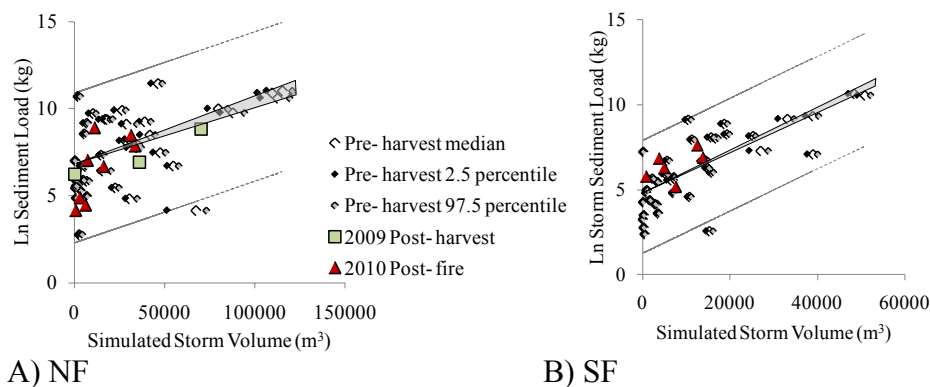 Ln Sediment Load (kg)
15
10
5
0
0
50000
100000
150000
Simulated Storm Volume (m³)
A) NF
Pre- harvest median
Pre- harvest 2.5 percentile
Pre- harvest 97.5 percentile
2009 Post- harvest
2010 Post- fire
Ln Storm Sediment Load (kg)
15
10
5
0
0
20000
40000
60000
Simulated Storm Volume (m³)
B) SF